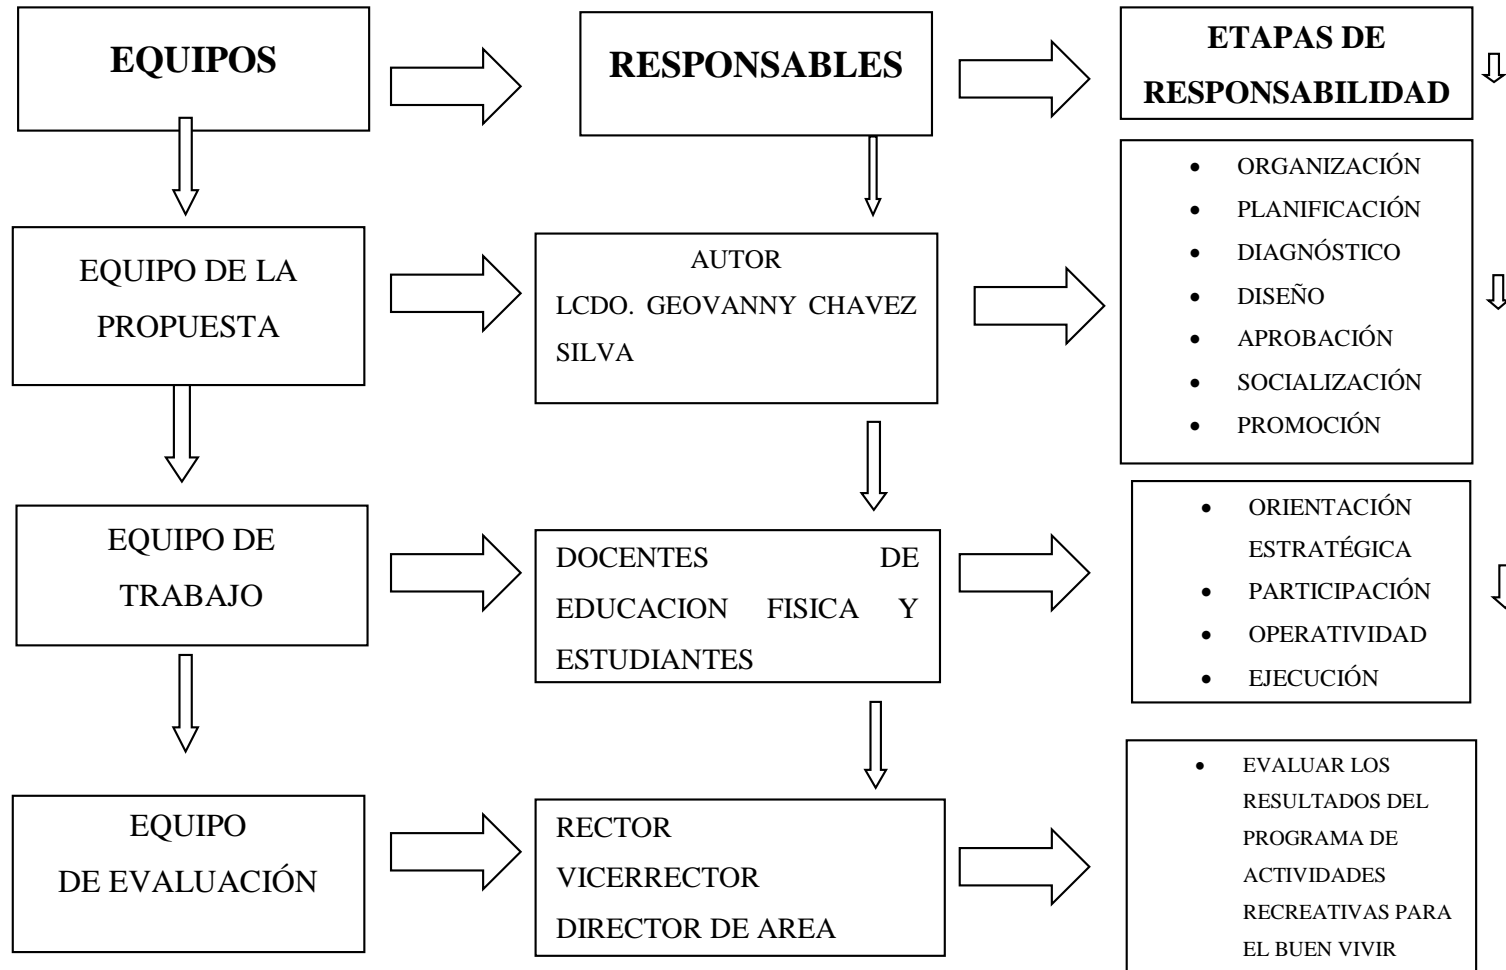 EQUIPOS
RESPONSABLES
ETAPAS DE
RESPONSABILIDAD
EQUIPO DE LA
PROPUESTA
AUTOR
LCDO. GEOVANNY CHAVEZ
SILVA
• ORGANIZACIÓN
• PLANIFICACIÓN
• DIAGNÓSTICO
• DISEÑO
• APROBACIÓN
• SOCIALIZACIÓN
• PROMOCIÓN
EQUIPO DE
TRABAJO
DOCENTES DE
EDUCACION FISICA Y
ESTUDIANTES
• ORIENTACIÓN
ESTRATÉGICA
• PARTICIPACIÓN
• OPERATIVIDAD
• EJECUCIÓN
EQUIPO
DE EVALUACIÓN
RECTOR
VICERRECTOR
DIRECTOR DE AREA
• EVALUAR LOS
RESULTADOS DEL
PROGRAMA DE
ACTIVIDADES
RECREATIVAS PARA
EL BUEN VIVIR